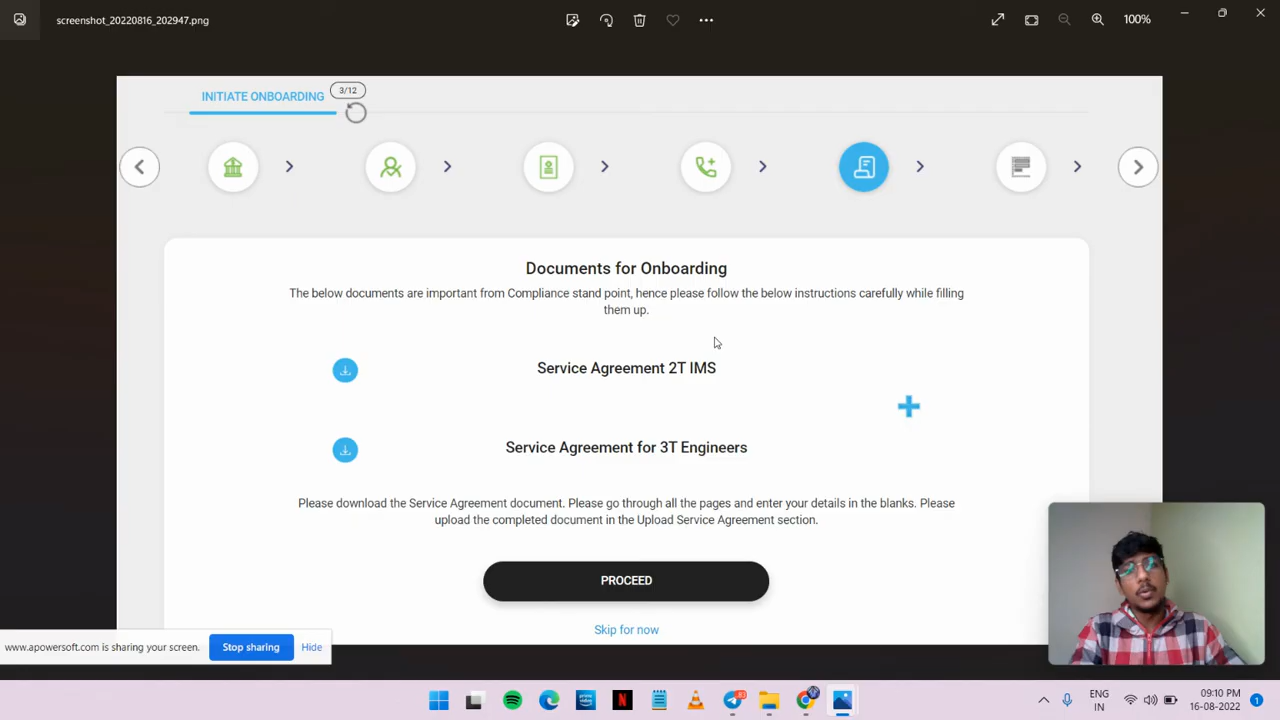 screenshot_20220816_202947.png
100%
INITIATE ONBOARDING
3/12
Documents for Onboarding
The below documents are important from Compliance stand point, hence please follow the below instructions carefully while filling
them up.
Service Agreement 2T IMS
Service Agreement for 3T Engineers
Please download the Service Agreement document. Please go through all the pages and enter your details in the blanks. Please
upload the completed document in the Upload Service Agreement section.
PROCEED
Skip for now
www.apowersoft.com is sharing your screen.
Stop sharing
Hide
ENG
IN
09:10 PM
16-08-2022
1